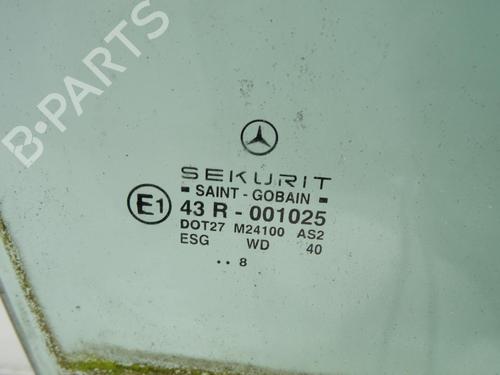 B-PARTS
SEKURIT
SAINT-GOBAIN
E1
43 R-001025
DOT27 M24100 AS2
ESG WD 40
.. 8